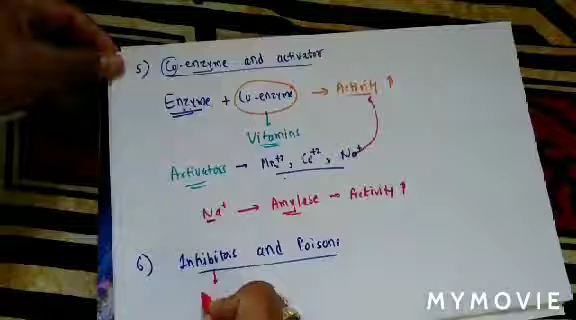 5) Co-enzyme and activator
Enzyme + Co-enzyme → Activity ↑
↓
Vitamins
Activators → Mn+2, Ca+2, Na+
Na+ → Amylase → Activity ↑
6) Inhibitors and Poisons
↓
MYMOVIE